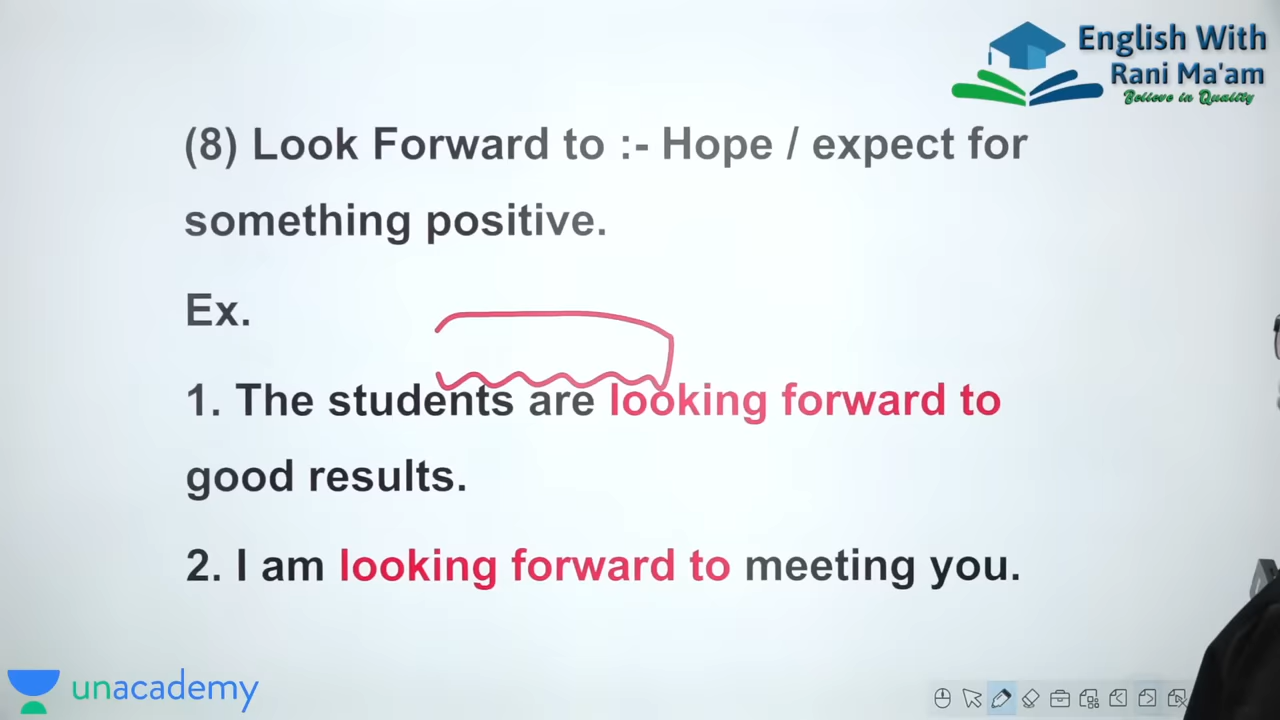 English With
Rani Ma'am
Believe in Quality
(8) Look Forward to :- Hope / expect for
something positive.
Ex.
1. The students are looking forward to
good results.
2. I am looking forward to meeting you.
unacademy